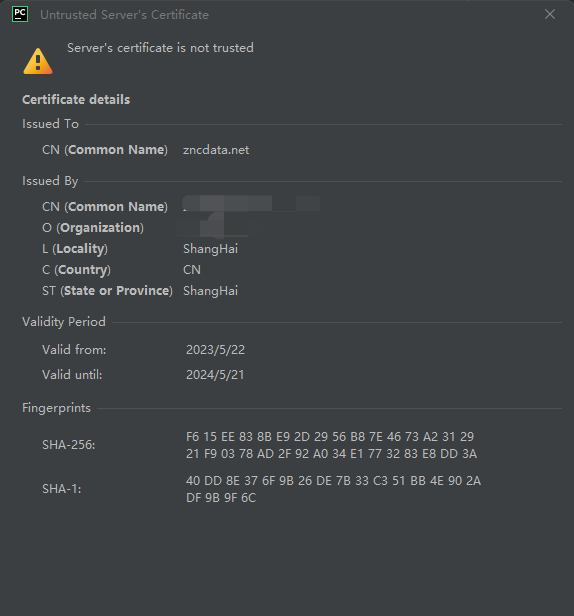 PC Untrusted Server's Certificate
Server's certificate is not trusted
Certificate details
Issued To
CN (Common Name) zncdata.net
Issued By
CN (Common Name)
O (Organization)
L (Locality) ShangHai
C (Country) CN
ST (State or Province) ShangHai
Validity Period
Valid from: 2023/5/22
Valid until: 2024/5/21
Fingerprints
SHA-256: F6 15 EE 83 8B E9 2D 29 56 B8 7E 46 73 A2 31 29
21 F9 03 78 AD 2F 92 A0 34 E1 77 32 83 E8 DD 3A
SHA-1: 40 DD 8E 37 6F 9B 26 DE 7B 33 C3 51 BB 4E 90 2A
DF 9B 9F 6C